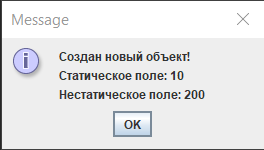 Message
Создан новый объект!
Статическое поле: 10
Нестатическое поле: 200
OK